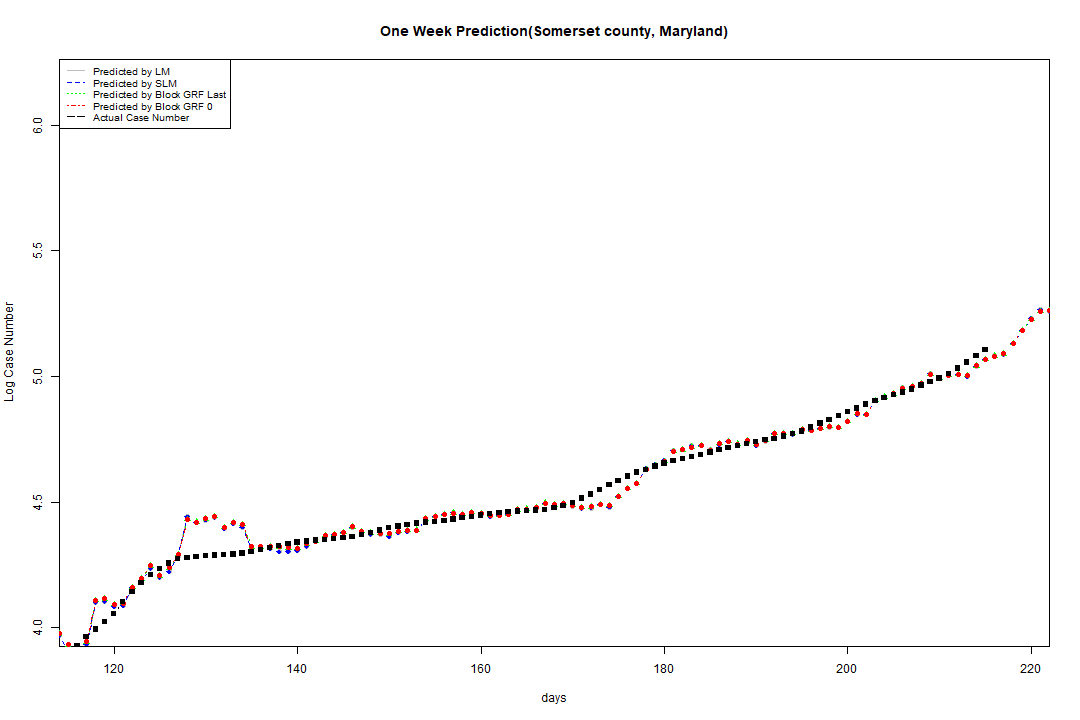 One Week Prediction(Somerset county, Maryland)
Predicted by LM
Predicted by SLM
Predicted by Block GRF Last
Predicted by Block GRF 0
Actual Case Number
6.0
5.5
5.0
4.5
4.0
Log Case Number
120 140 160 180 200 220
days